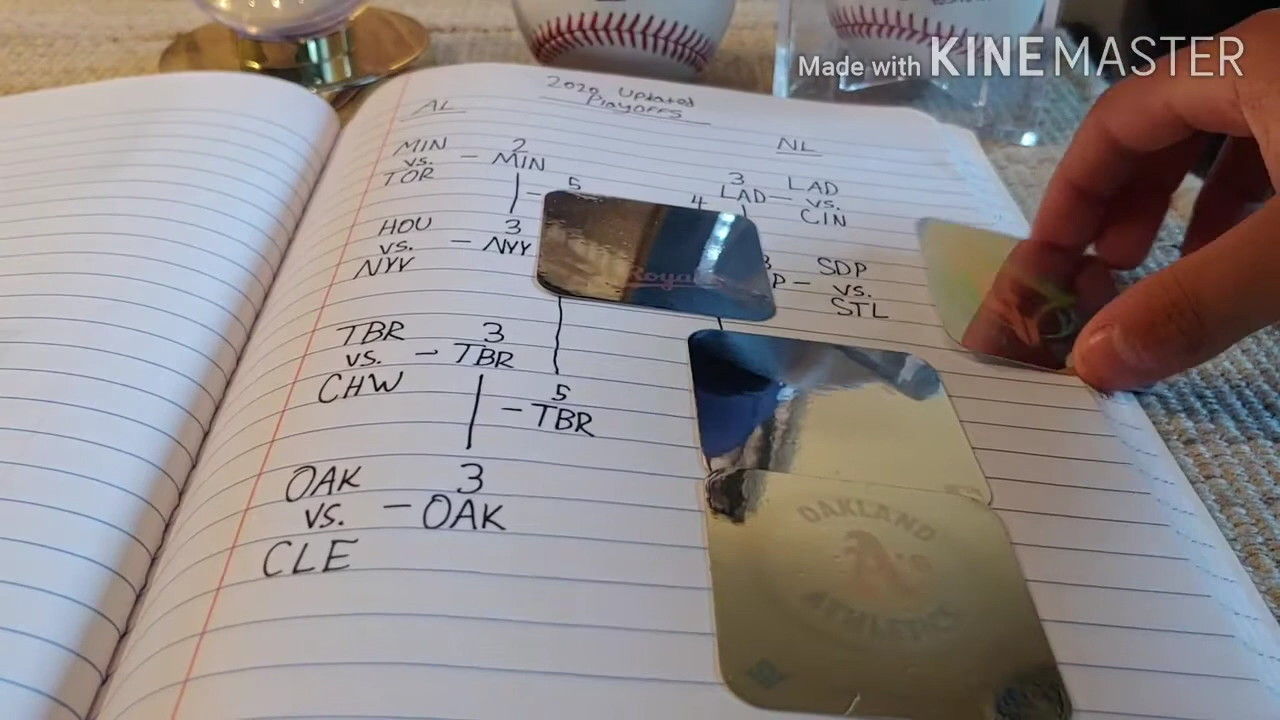 Made with KINEMASTER
2020 Updated
Playoffs
AL
NL
MIN
vs.
TOR
2
- MIN
5
HOU
vs.
NYY
3
- NYY
TBR
vs.
CHW
3
- TBR
5
- TBR
OAK
vs.
CLE
3
- OAK
4
3
LAD -
LAD
vs.
CIN
3
P -
SDP
vs.
STL
Royals
OAKLAND
A's
ATHLETICS